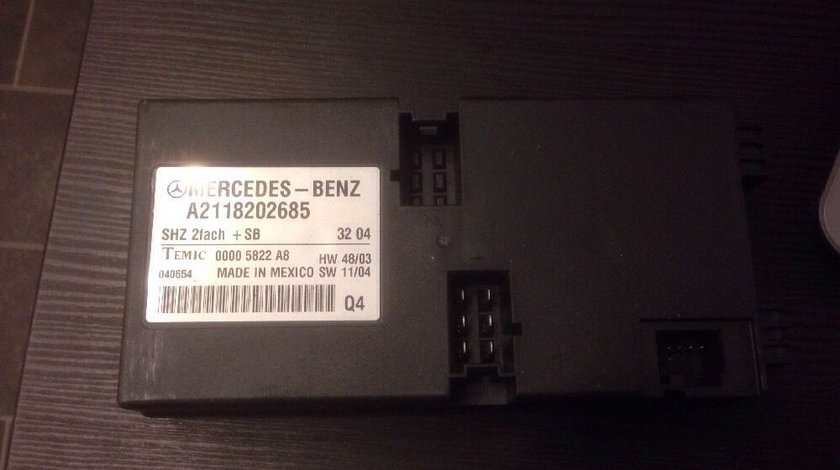 MERCEDES-BENZ
A2118202685
SHZ 2fach +SB 32 04
TEMIC 0000 5822 A8 HW 48/03
040654 MADE IN MEXICO SW 11/04
Q4